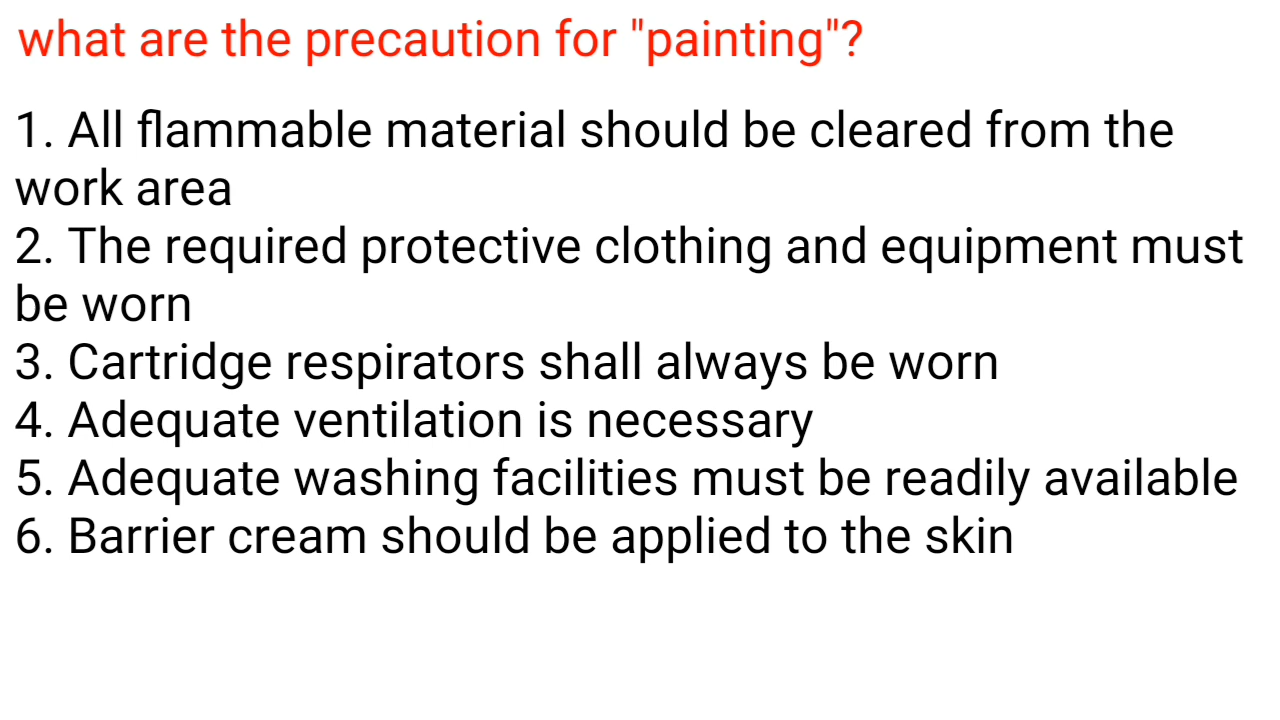 what are the precaution for "painting"?
1. All flammable material should be cleared from the
work area
2. The required protective clothing and equipment must
be worn
3. Cartridge respirators shall always be worn
4. Adequate ventilation is necessary
5. Adequate washing facilities must be readily available
6. Barrier cream should be applied to the skin